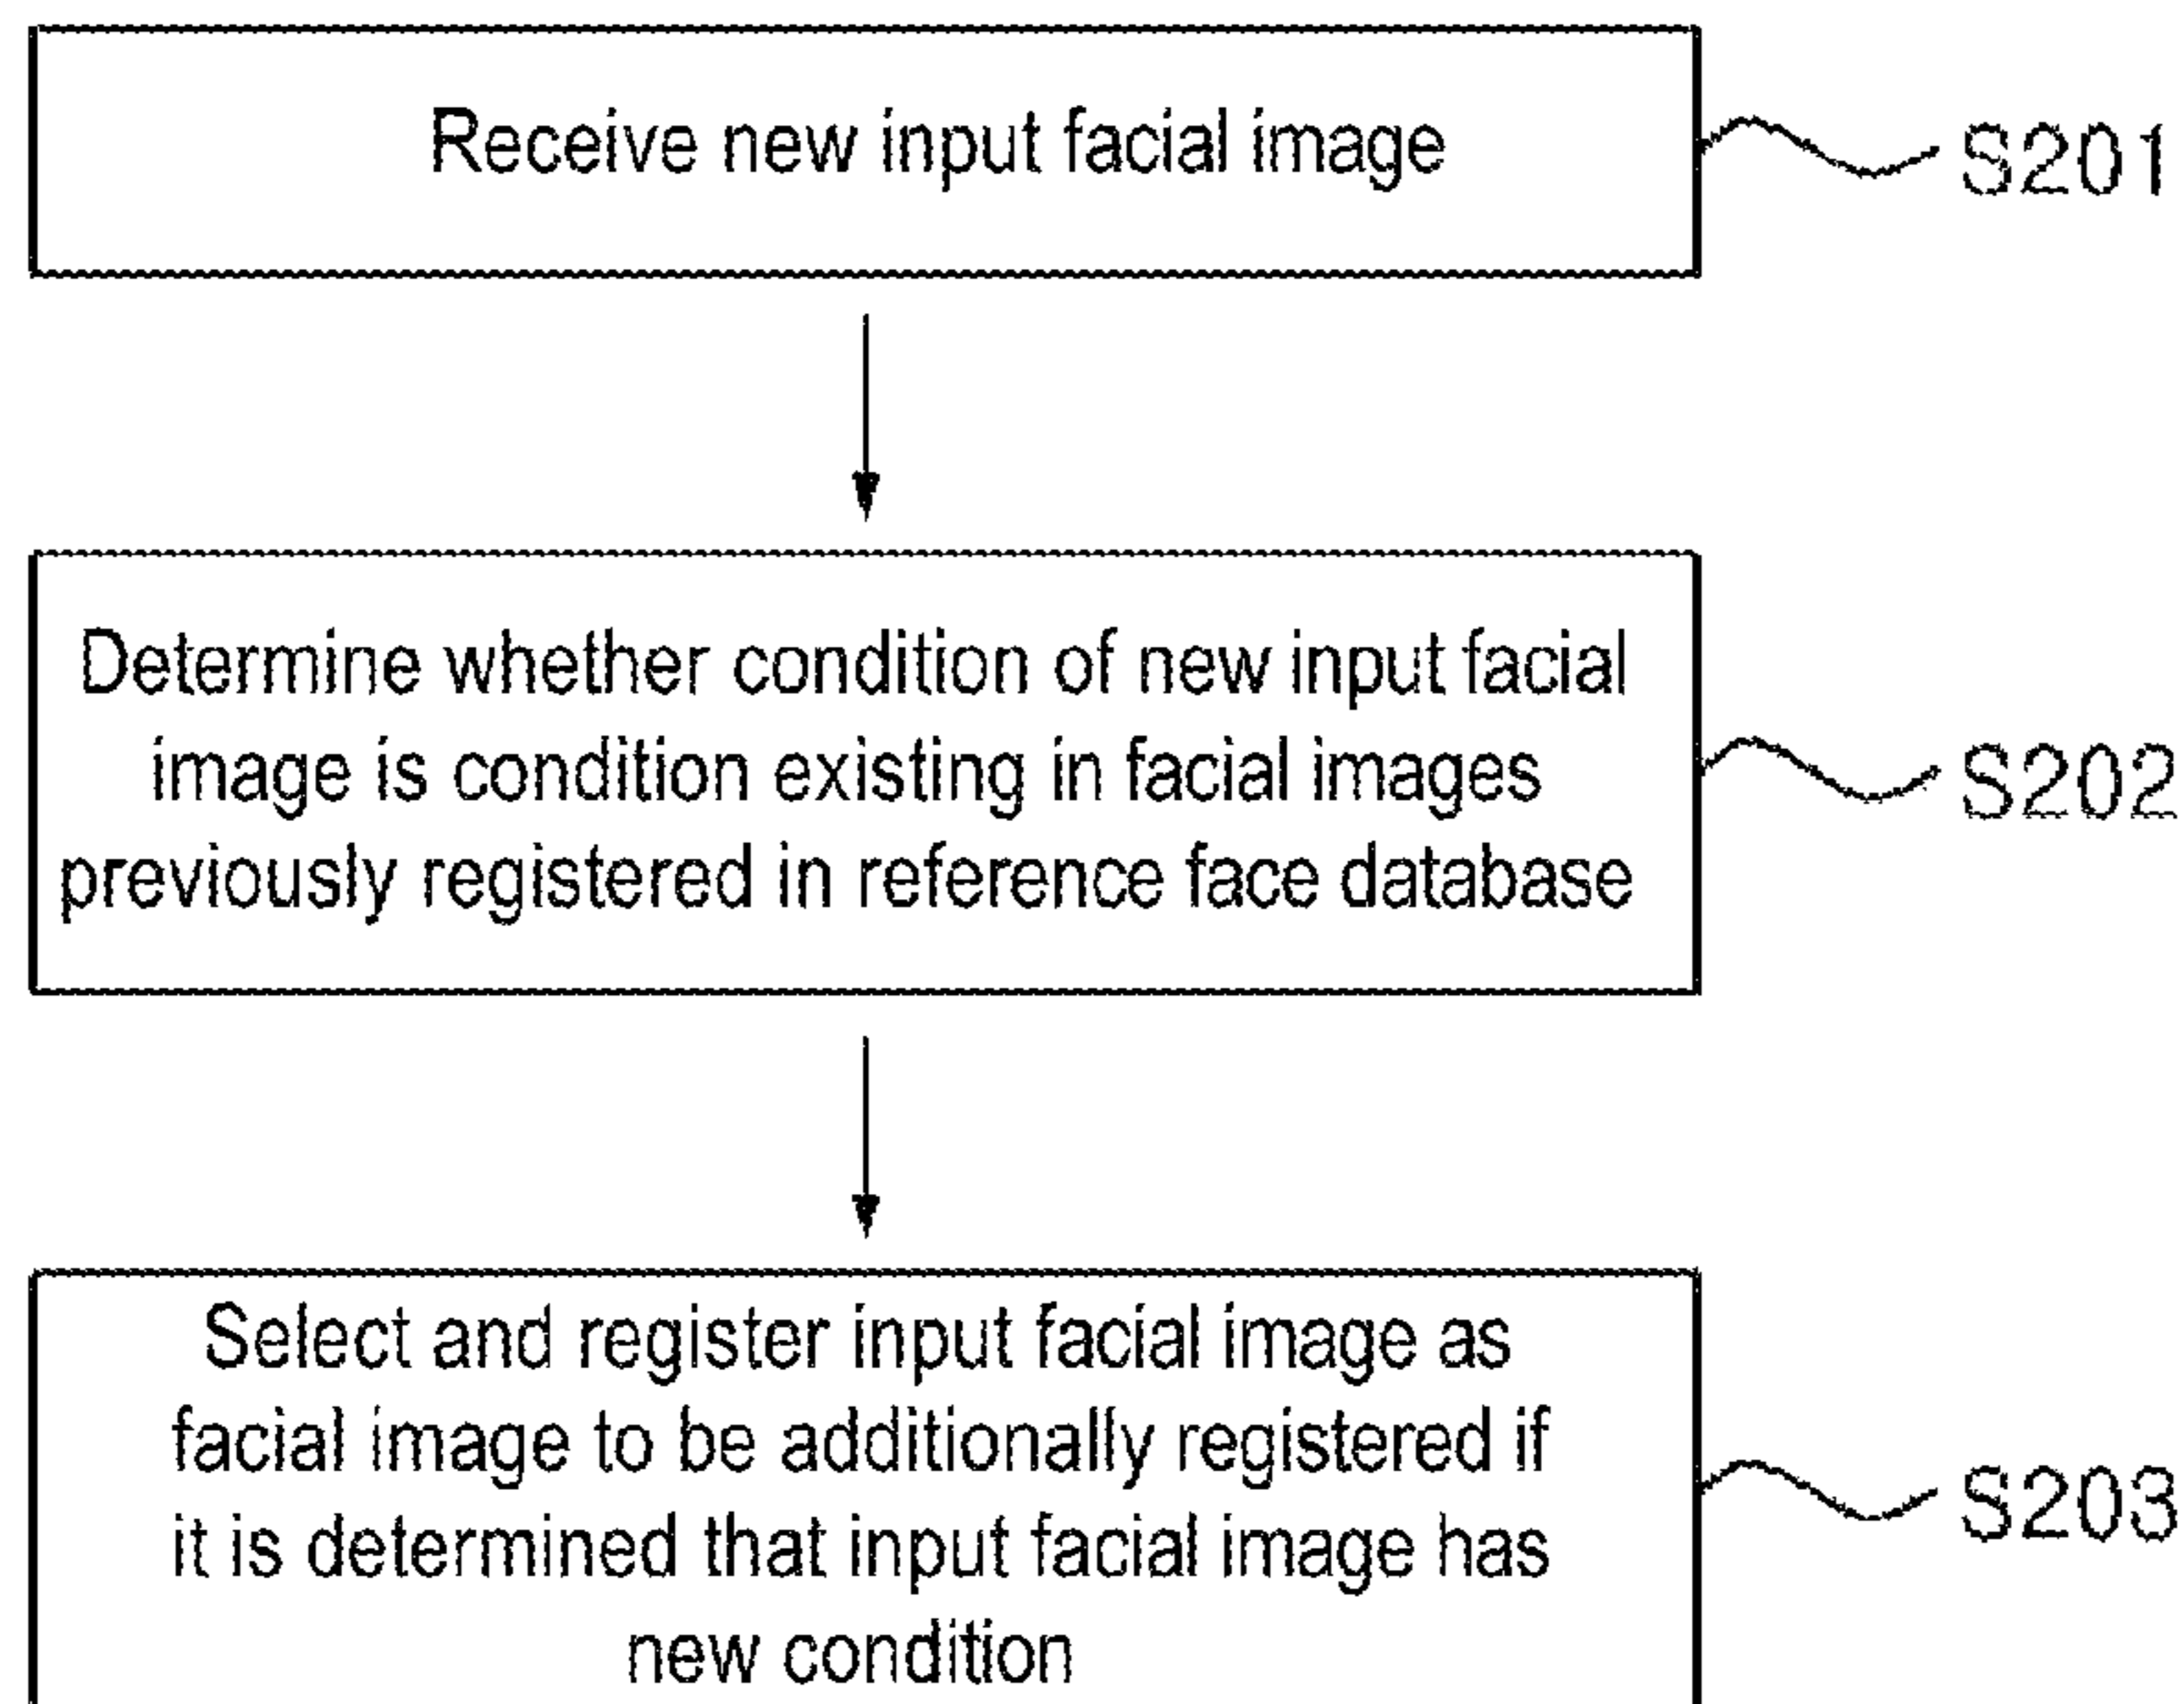 Receive new input facial image
S201
Determine whether condition of new input facial
image is condition existing in facial images
previously registered in reference face database
S202
Select and register input facial image as
facial image to be additionally registered if
it is determined that input facial image has
new condition
S203